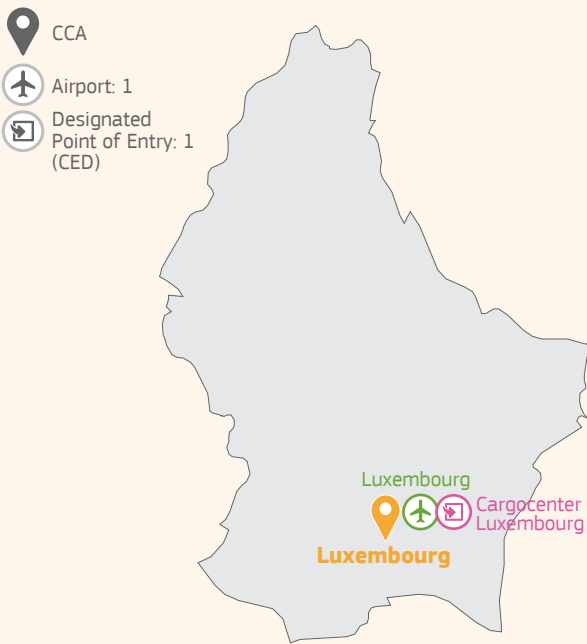 CCA
Airport: 1
Designated
Point of Entry: 1
(CED)
Luxembourg
Cargocenter
Luxembourg
Luxembourg